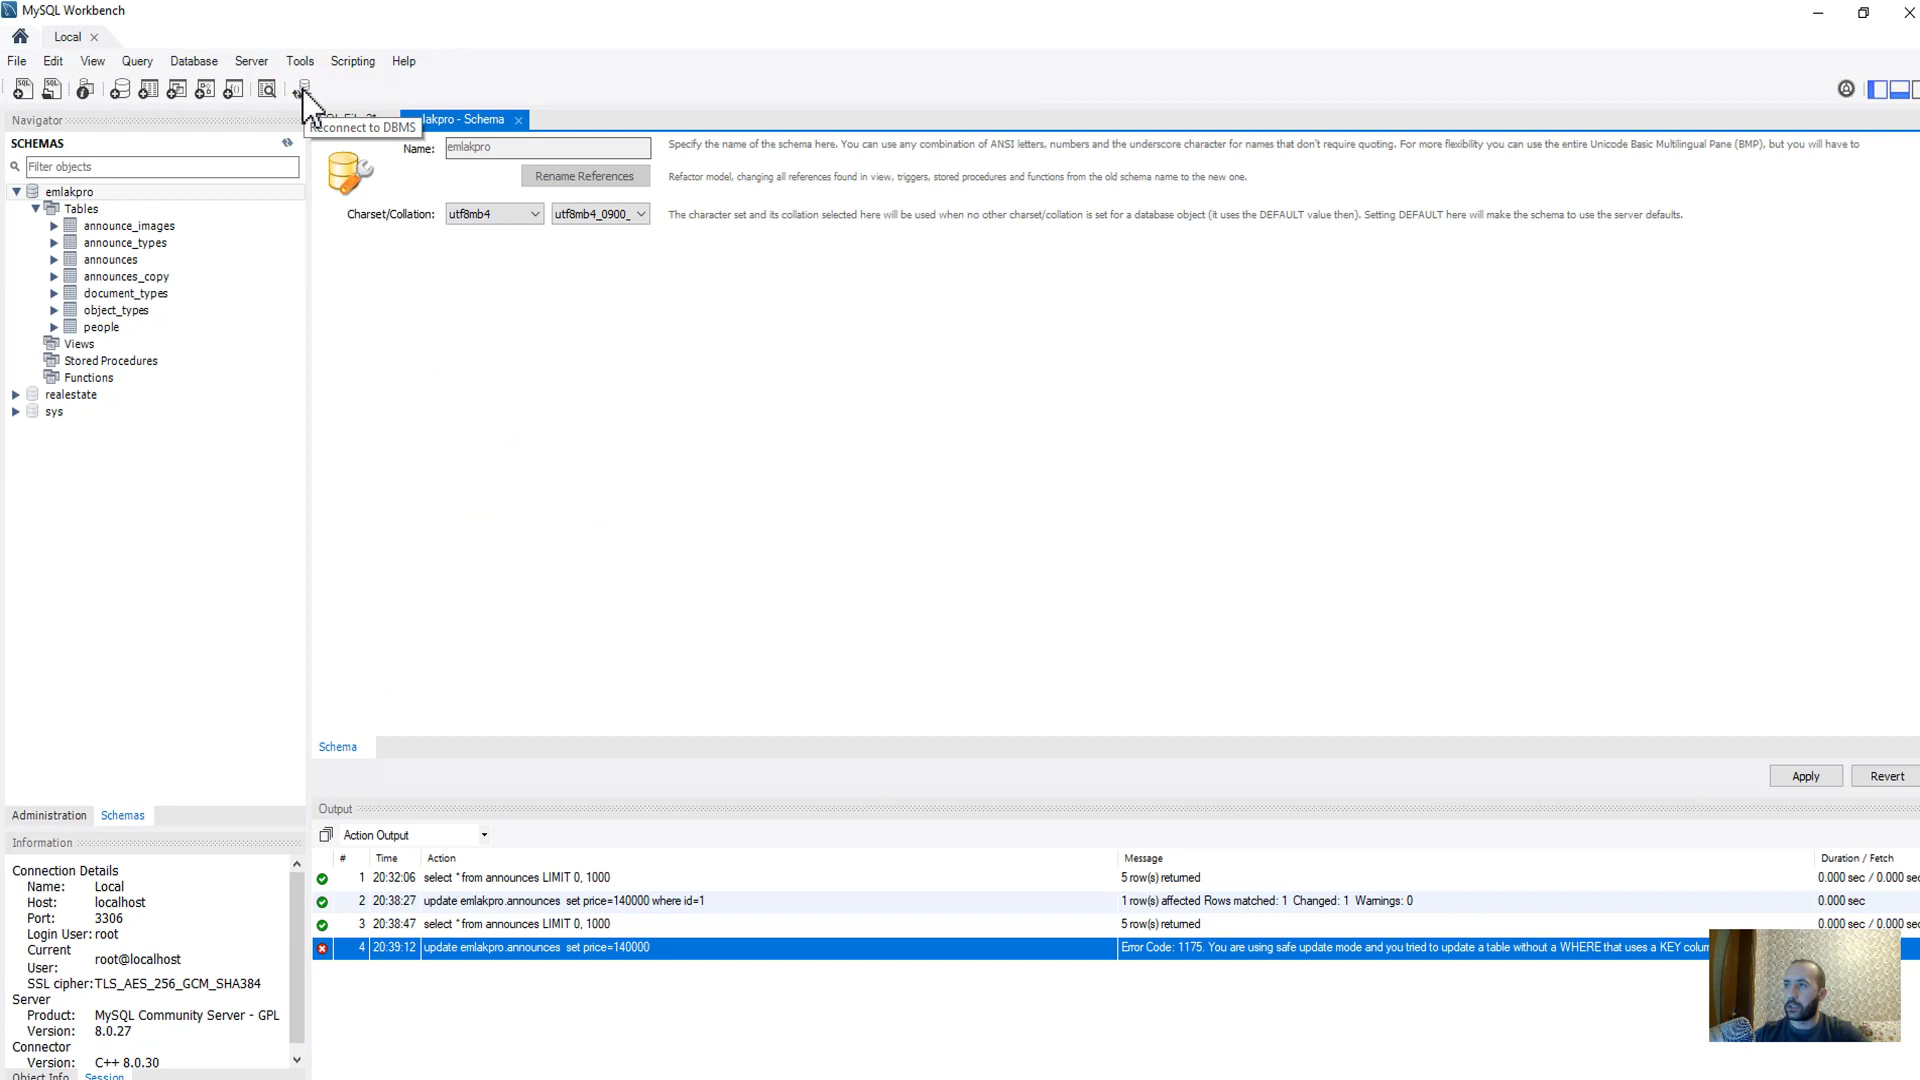 MySQL Workbench
Local
File Edit View Query Database Server Tools Scripting Help
Navigator
SCHEMAS
Filter objects
emlakpro
Tables
announce_images
announce_types
announces
announces_copy
document_types
object_types
people
Views
Stored Procedures
Functions
realestate
sys
Reconnect to DBMS
lakpro - Schema
Name: emlakpro
Specify the name of the schema here. You can use any combination of ANSI letters, numbers and the underscore character for names that don't require quoting. For more flexibility you can use the entire Unicode Basic Multilingual Pane (BMP), but you will have to
Rename References
Refactor model, changing all references found in view, triggers, stored procedures and functions from the old schema name to the new one.
Charset/Collation: utf8mb4 utf8mb4_0900_
The character set and its collation selected here will be used when no other charset/collation is set for a database object (it uses the DEFAULT value then). Setting DEFAULT here will make the schema to use the server defaults.
Schema
Apply Revert
Administration Schemas
Information
Connection Details
Name: Local
Host: localhost
Port: 3306
Login User: root
Current User: root@localhost
SSL cipher: TLS_AES_256_GCM_SHA384
Server
Product: MySQL Community Server - GPL
Version: 8.0.27
Connector
Version: C++ 8.0.30
Object Info Session
Output
Action Output
# Time Action Message Duration / Fetch
1 20:32:06 select * from announces LIMIT 0, 1000 5 row(s) returned 0.000 sec / 0.000 sec
2 20:38:27 update emlakpro.announces set price=140000 where id=1 1 row(s) affected Rows matched: 1 Changed: 1 Warnings: 0 0.000 sec
3 20:38:47 select * from announces LIMIT 0, 1000 5 row(s) returned 0.000 sec / 0.000 sec
4 20:39:12 update emlakpro.announces set price=140000 Error Code: 1175. You are using safe update mode and you tried to update a table without a WHERE that uses a KEY colum